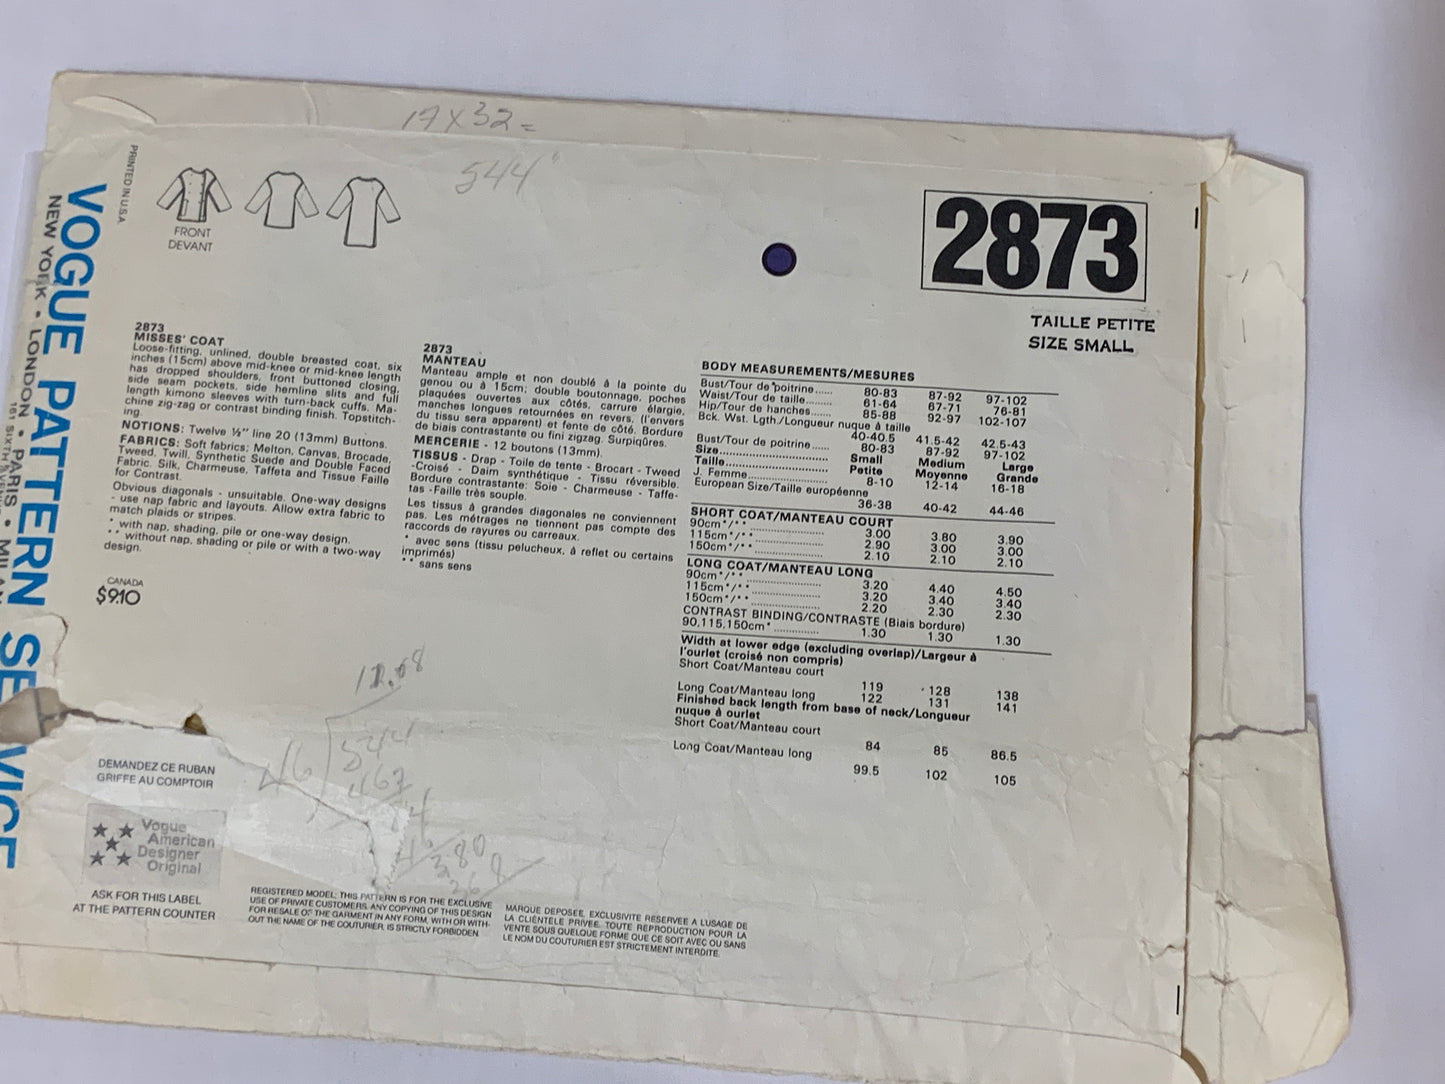 17 X 32 =
544"
PRINTED IN U.S.A
VOGUE PATTERN SERVICE
NEW YORK • LONDON • PARIS • MILAN
FRONT
DEVANT
2873
TAILLE PETITE
SIZE SMALL
2873
MISSES' COAT
Loose-fitting, unlined, double breasted coat, six
inches (15cm) above mid-knee or mid-knee length
has dropped shoulders, front buttoned closing,
side seam pockets, side hemline slits and full
length kimono sleeves with turn-back cuffs. Ma-
chine zig-zag or contrast binding finish. Topstitch-
ing.
NOTIONS: Twelve ½" line 20 (13mm) Buttons.
FABRICS: Soft fabrics; Melton, Canvas, Brocade,
Tweed, Twill, Synthetic Suede and Double Faced
Fabric. Silk, Charmeuse, Taffeta and Tissue Faille
for Contrast.
Obvious diagonals - unsuitable. One-way designs
- use nap fabric and layouts. Allow extra fabric to
match plaids or stripes.
* with nap, shading, pile or one-way design.
** without nap, shading or pile or with a two-way
design.
CANADA
$9.10
2873
MANTEAU
Manteau ample et non doublé à la pointe du
genou ou à 15cm; double boutonnage, poches
plaquées ouvertes aux côtés, carrure élargie,
manches longues retournées en revers, (l'envers
du tissu sera apparent) et fente de côté. Bordure
de biais contrastante ou fini zigzag. Surpiqûres.
MERCERIE - 12 boutons (13mm).
TISSUS - Drap - Toile de tente - Brocart - Tweed
-Croisé - Daim synthétique - Tissu réversible.
Bordure contrastante: Soie - Charmeuse - Taffe-
tas -Faille très souple.
Les tissus à grandes diagonales ne conviennent
pas. Les métrages ne tiennent pas compte des
raccords de rayures ou carreaux.
* avec sens (tissu pelucheux, à reflet ou certains
imprimés)
** sans sens
BODY MEASUREMENTS/MESURES
Bust/Tour de poitrine...... 80-83 87-92 97-102
Waist/Tour de taille......... 61-64 67-71 76-81
Hip/Tour de hanches....... 85-88 92-97 102-107
Bck. Wst. Lgth./Longueur nuque à taille
40-40.5 41.5-42 42.5-43
Bust/Tour de poitrine........ 80-83 87-92 97-102
Size............................... Small Medium Large
Taille............................. Petite Moyenne Grande
J. Femme....................... 8-10 12-14 16-18
European Size/Taille européenne
36-38 40-42 44-46
SHORT COAT/MANTEAU COURT
90cm*/** .................... 3.00 3.80 3.90
115cm*/** .................. 2.90 3.00 3.00
150cm*/** .................. 2.10 2.10 2.10
LONG COAT/MANTEAU LONG
90cm*/** .................... 3.20 4.40 4.50
115cm*/** .................. 3.20 3.40 3.40
150cm*/** .................. 2.20 2.30 2.30
CONTRAST BINDING/CONTRASTE (Biais bordure)
90,115,150cm* ............ 1.30 1.30 1.30
Width at lower edge (excluding overlap)/Largeur à
l'ourlet (croisé non compris)
Short Coat/Manteau court
119 128 138
Long Coat/Manteau long 122 131 141
Finished back length from base of neck/Longueur
nuque à ourlet
Short Coat/Manteau court
84 85 86.5
Long Coat/Manteau long
99.5 102 105
46
544
DEMANDEZ CE RUBAN
GRIFFE AU COMPTOIR
Vogue
American
Designer
Original
ASK FOR THIS LABEL
AT THE PATTERN COUNTER
REGISTERED MODEL: THIS PATTERN IS FOR THE EXCLUSIVE
USE OF PRIVATE CUSTOMERS. ANY COPYING OF THIS DESIGN
FOR RESALE OF THE GARMENT IN ANY FORM, WITH OR WITH-
OUT THE NAME OF THE COUTURIER, IS STRICTLY FORBIDDEN.
MARQUE DEPOSEE, EXCLUSIVITE RESERVEE A L'USAGE DE
LA CLIENTELE PRIVEE. TOUTE REPRODUCTION POUR LA
VENTE SOUS QUELQUE FORME QUE CE SOIT AVEC OU SANS
LE NOM DU COUTURIER EST STRICTEMENT INTERDITE.